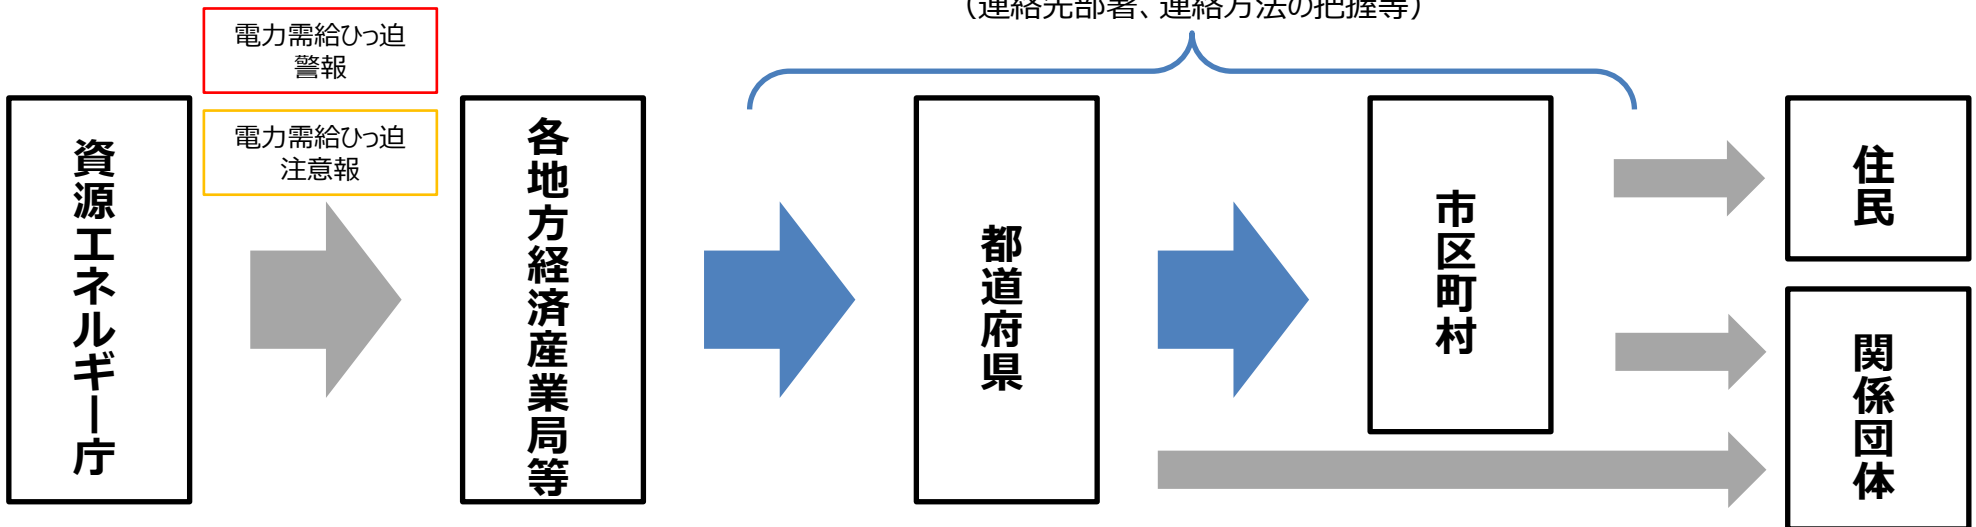 （連絡先部署、連絡方法の把握等）
電力需給ひっ迫
警報
電力需給ひっ迫
注意報
資源エネルギー庁
各地方経済産業局等
都道府県
市区町村
住民
関係団体